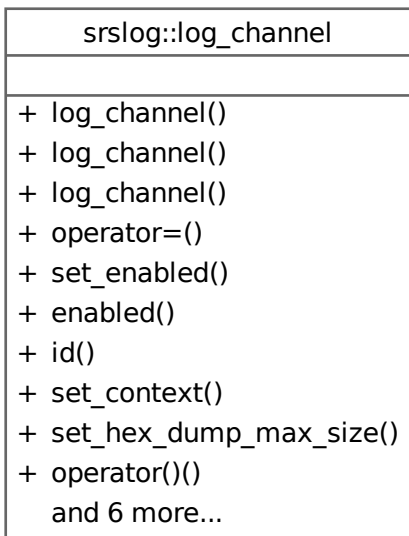 srslog::log_channel
+ log_channel()
+ log_channel()
+ log_channel()
+ operator=()
+ set_enabled()
+ enabled()
+ id()
+ set_context()
+ set_hex_dump_max_size()
+ operator()()
and 6 more...